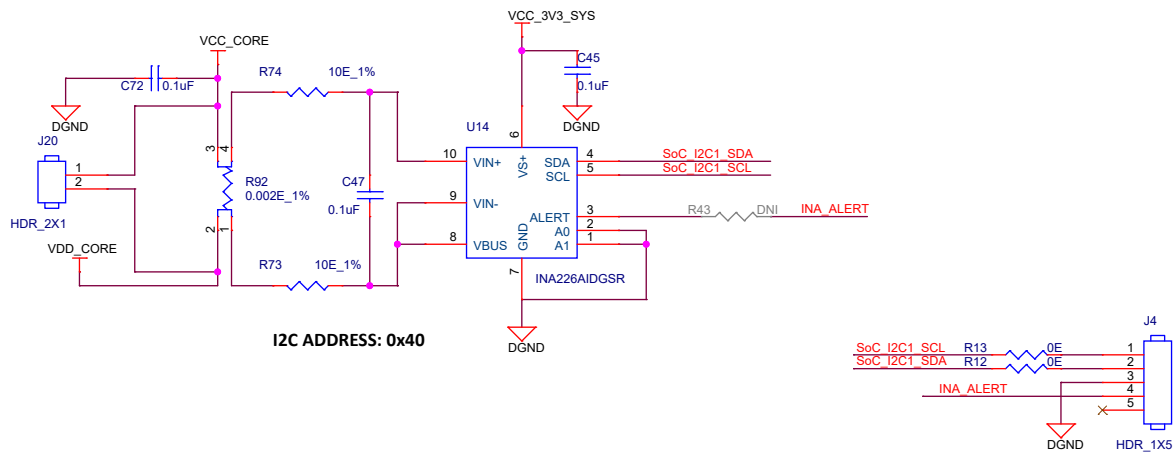 VCC_3V3_SYS
VCC_CORE
C72 0.1uF
DGND
R74 10E_1%
C45
0.1uF
DGND
J20
1
2
HDR_2X1
3 4
R92
0.002E_1%
2 1
VDD_CORE
C47
0.1uF
R73 10E_1%
U14
6
10 VIN+ VS+ SDA 4 SoC_I2C1_SDA
SCL 5 SoC_I2C1_SCL
9 VIN-
ALERT 3 R43 DNI INA_ALERT
A0 2
8 VBUS GND A1 1
7 INA226AIDGSR
DGND
I2C ADDRESS: 0x40
J4
SoC_I2C1_SCL R13 0E 1
SoC_I2C1_SDA R12 0E 2
3
INA_ALERT 4
5
DGND
HDR_1X5